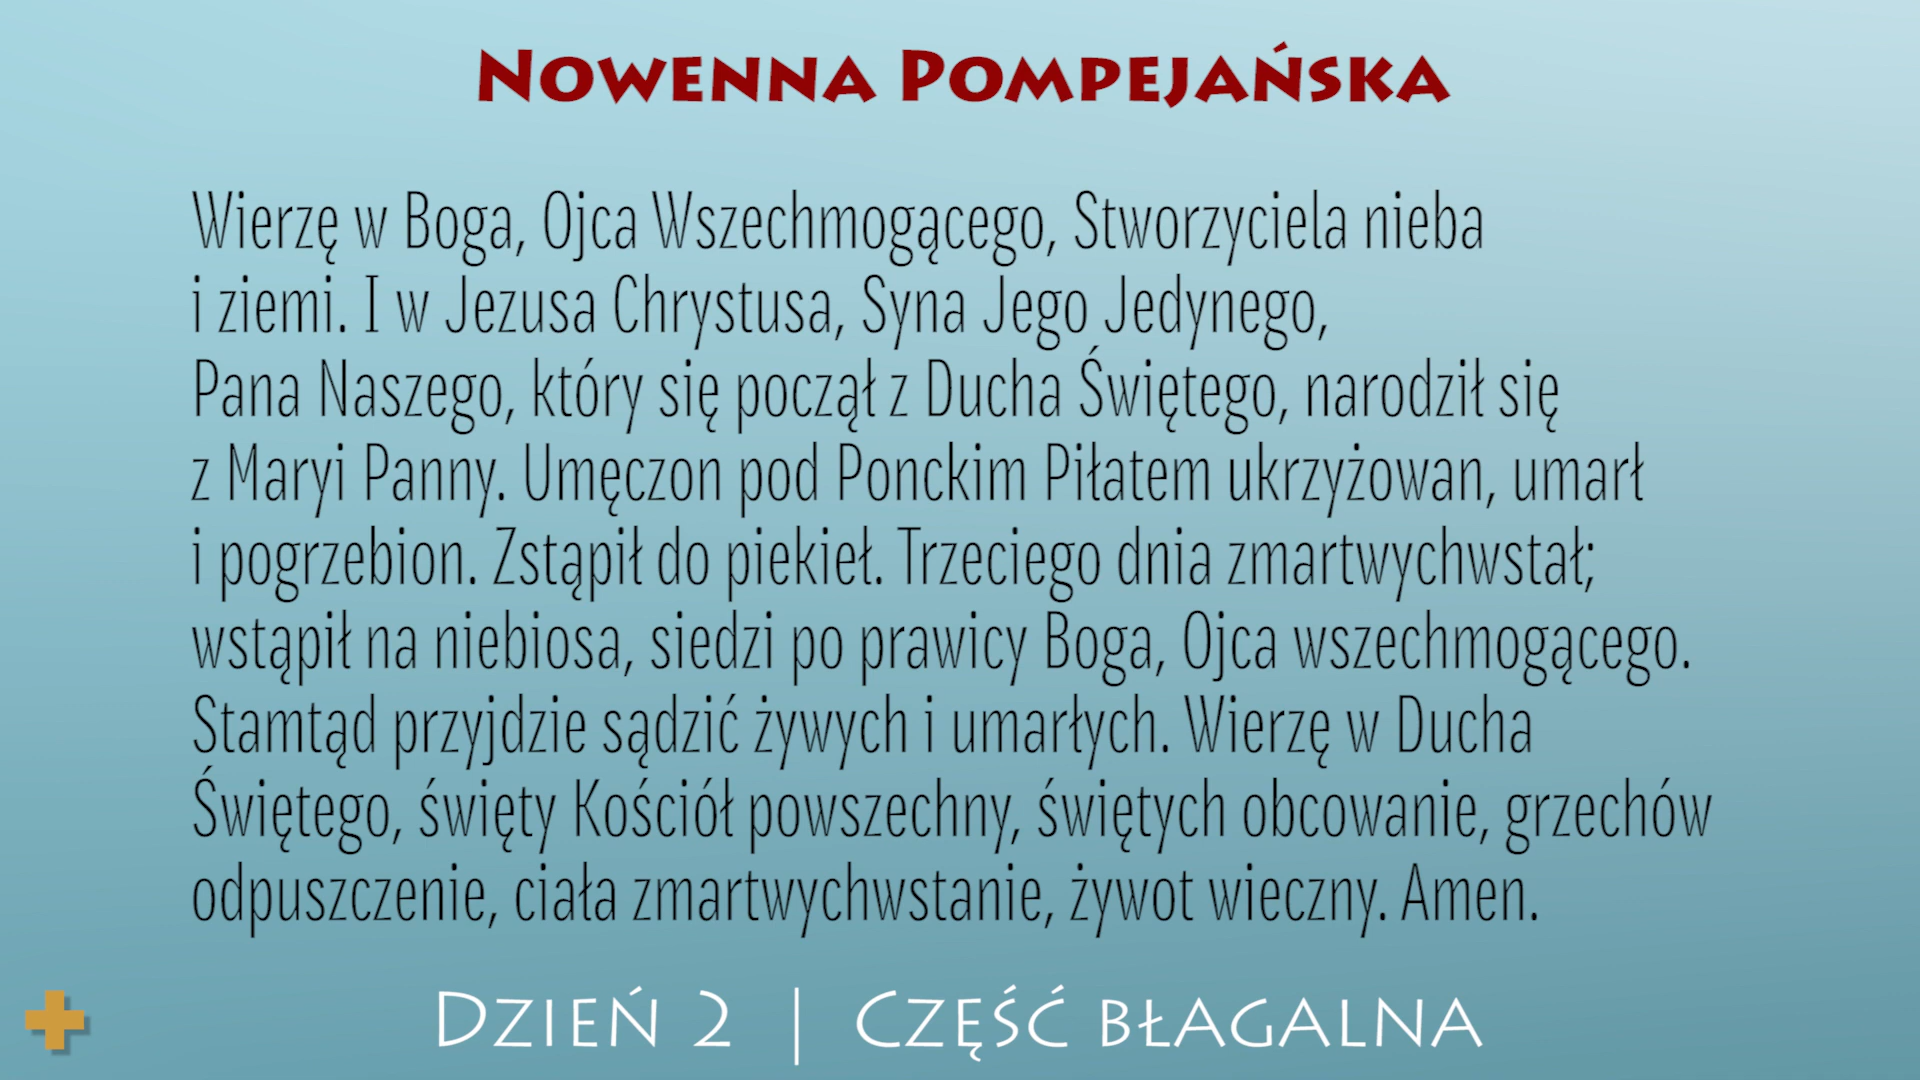 Nowenna Pompejańska
Wierzę w Boga, Ojca Wszechmogącego, Stworzyciela nieba
i ziemi. I w Jezusa Chrystusa, Syna Jego Jedynego,
Pana Naszego, który się począł z Ducha Świętego, narodził się
z Maryi Panny. Umęczon pod Ponckim Piłatem ukrzyżowan, umarł
i pogrzebion. Zstąpił do piekieł. Trzeciego dnia zmartwychwstał;
wstąpił na niebiosa, siedzi po prawicy Boga, Ojca wszechmogącego.
Stamtąd przyjdzie sądzić żywych i umarłych. Wierzę w Ducha
Świętego, święty Kościół powszechny, świętych obcowanie, grzechów
odpuszczenie, ciała zmartwychwstanie, żywot wieczny. Amen.
Dzień 2 | Część błagalna